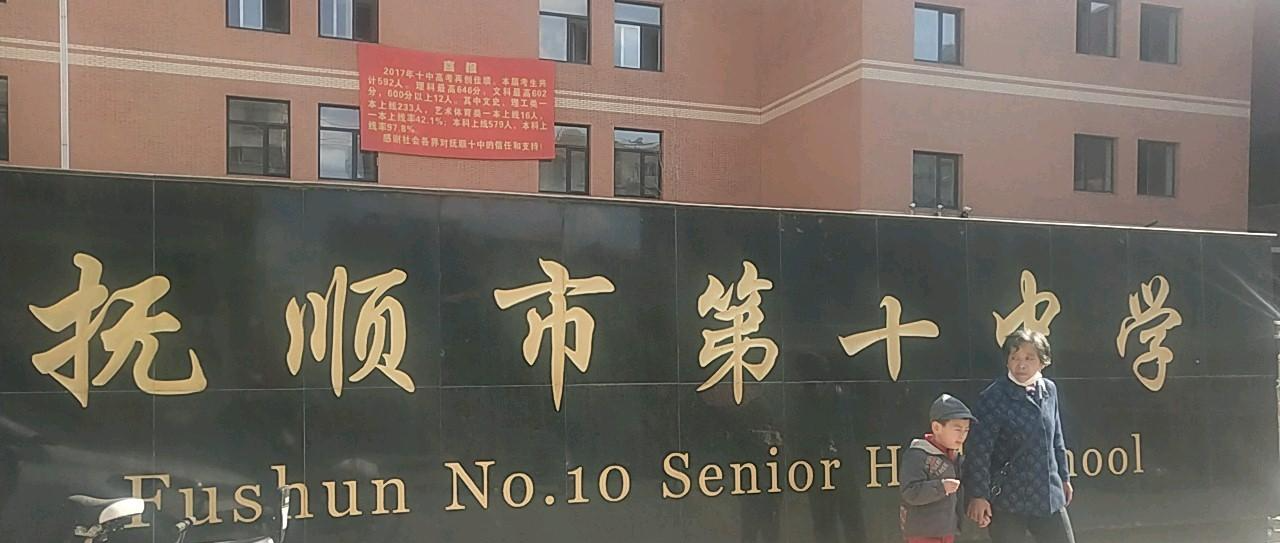 喜报
2017年十中高考再创佳绩。本届考生共
计592人。理科最高646分，文科最高602
分，600分以上12人。其中文史、理工类一
本上线233人，艺术体育类一本上线16人，
一本上线率42.1%；本科上线579人，本科上
线率97.8%。
感谢社会各界对抚顺十中的信任和支持！
抚顺市第十中学
Fushun No.10 Senior H hool